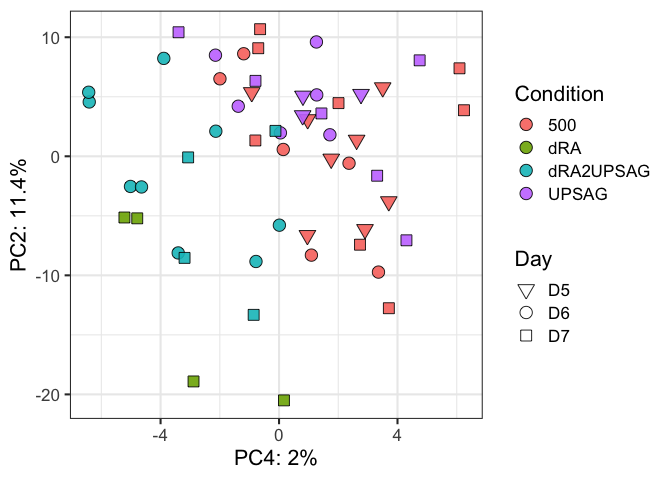 10
0
-10
-20
PC2: 11.4%
-4
0
4
PC4: 2%
Condition
500
dRA
dRA2UPSAG
UPSAG
Day
D5
D6
D7